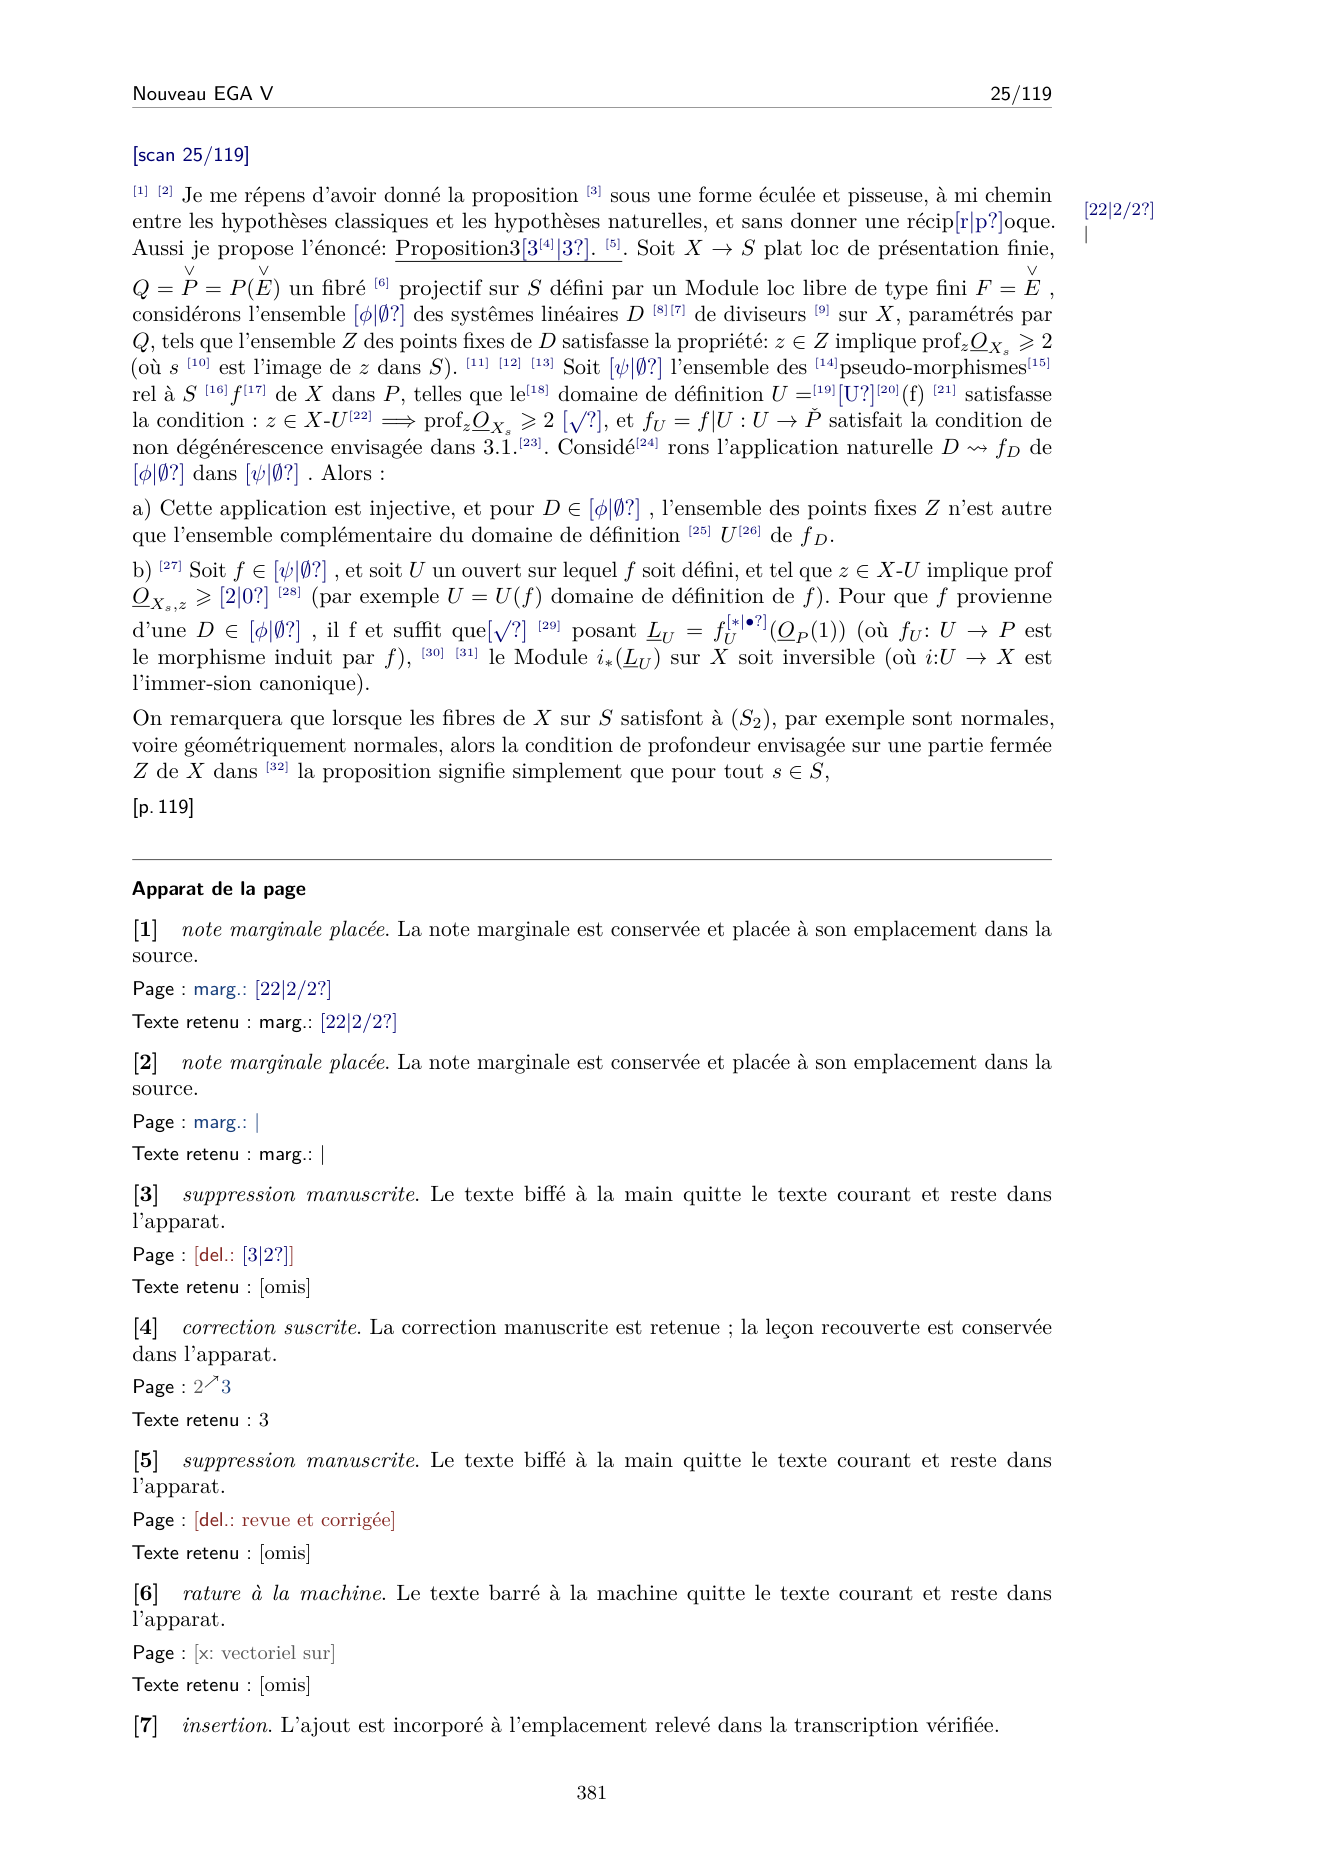 Nouveau EGA V 25/119
[scan 25/119]
[1] [2] Je me répens d'avoir donné la proposition [3] sous une forme éculée et pisseuse, à mi chemin
[22|2/2?]
entre les hypothèses classiques et les hypothèses naturelles, et sans donner une récip[r|p?]oque.
|
Aussi je propose l'énoncé: Proposition3[3[4]|3?]. [5]. Soit X → S plat loc de présentation finie,
Q = P̌ = P(Ě) un fibré [6] projectif sur S défini par un Module loc libre de type fini F = Ě ,
considérons l'ensemble [ϕ|∅?] des systêmes linéaires D [8][7] de diviseurs [9] sur X, paramétrés par
Q, tels que l'ensemble Z des points fixes de D satisfasse la propriété: z ∈ Z implique prof_z O_{X_s} ⩾ 2
(où s [10] est l'image de z dans S). [11] [12] [13] Soit [ψ|∅?] l'ensemble des [14]pseudo-morphismes[15]
rel à S [16]f[17] de X dans P, telles que le[18] domaine de définition U =[19][U?][20](f) [21] satisfasse
la condition : z ∈ X-U[22] ⟹ prof_z O_{X_s} ⩾ 2 [√?], et f_U = f|U : U → P̌ satisfait la condition de
non dégénérescence envisagée dans 3.1.[23]. Considé[24] rons l'application naturelle D ⇝ f_D de
[ϕ|∅?] dans [ψ|∅?] . Alors :
a) Cette application est injective, et pour D ∈ [ϕ|∅?] , l'ensemble des points fixes Z n'est autre
que l'ensemble complémentaire du domaine de définition [25] U[26] de f_D.
b) [27] Soit f ∈ [ψ|∅?] , et soit U un ouvert sur lequel f soit défini, et tel que z ∈ X-U implique prof
O_{X_s,z} ⩾ [2|0?] [28] (par exemple U = U(f) domaine de définition de f). Pour que f provienne
d'une D ∈ [ϕ|∅?] , il f et suffit que[√?] [29] posant L_U = f_U^{[*|•?]}(O_P(1)) (où f_U: U → P est
le morphisme induit par f), [30] [31] le Module i_*(L_U) sur X soit inversible (où i:U → X est
l'immer-sion canonique).
On remarquera que lorsque les fibres de X sur S satisfont à (S_2), par exemple sont normales,
voire géométriquement normales, alors la condition de profondeur envisagée sur une partie fermée
Z de X dans [32] la proposition signifie simplement que pour tout s ∈ S,
[p. 119]
Apparat de la page
[1] note marginale placée. La note marginale est conservée et placée à son emplacement dans la
source.
Page : marg.: [22|2/2?]
Texte retenu : marg.: [22|2/2?]
[2] note marginale placée. La note marginale est conservée et placée à son emplacement dans la
source.
Page : marg.: |
Texte retenu : marg.: |
[3] suppression manuscrite. Le texte biffé à la main quitte le texte courant et reste dans
l'apparat.
Page : [del.: [3|2?]]
Texte retenu : [omis]
[4] correction suscrite. La correction manuscrite est retenue ; la leçon recouverte est conservée
dans l'apparat.
Page : 2↗3
Texte retenu : 3
[5] suppression manuscrite. Le texte biffé à la main quitte le texte courant et reste dans
l'apparat.
Page : [del.: revue et corrigée]
Texte retenu : [omis]
[6] rature à la machine. Le texte barré à la machine quitte le texte courant et reste dans
l'apparat.
Page : [x: vectoriel sur]
Texte retenu : [omis]
[7] insertion. L'ajout est incorporé à l'emplacement relevé dans la transcription vérifiée.
381